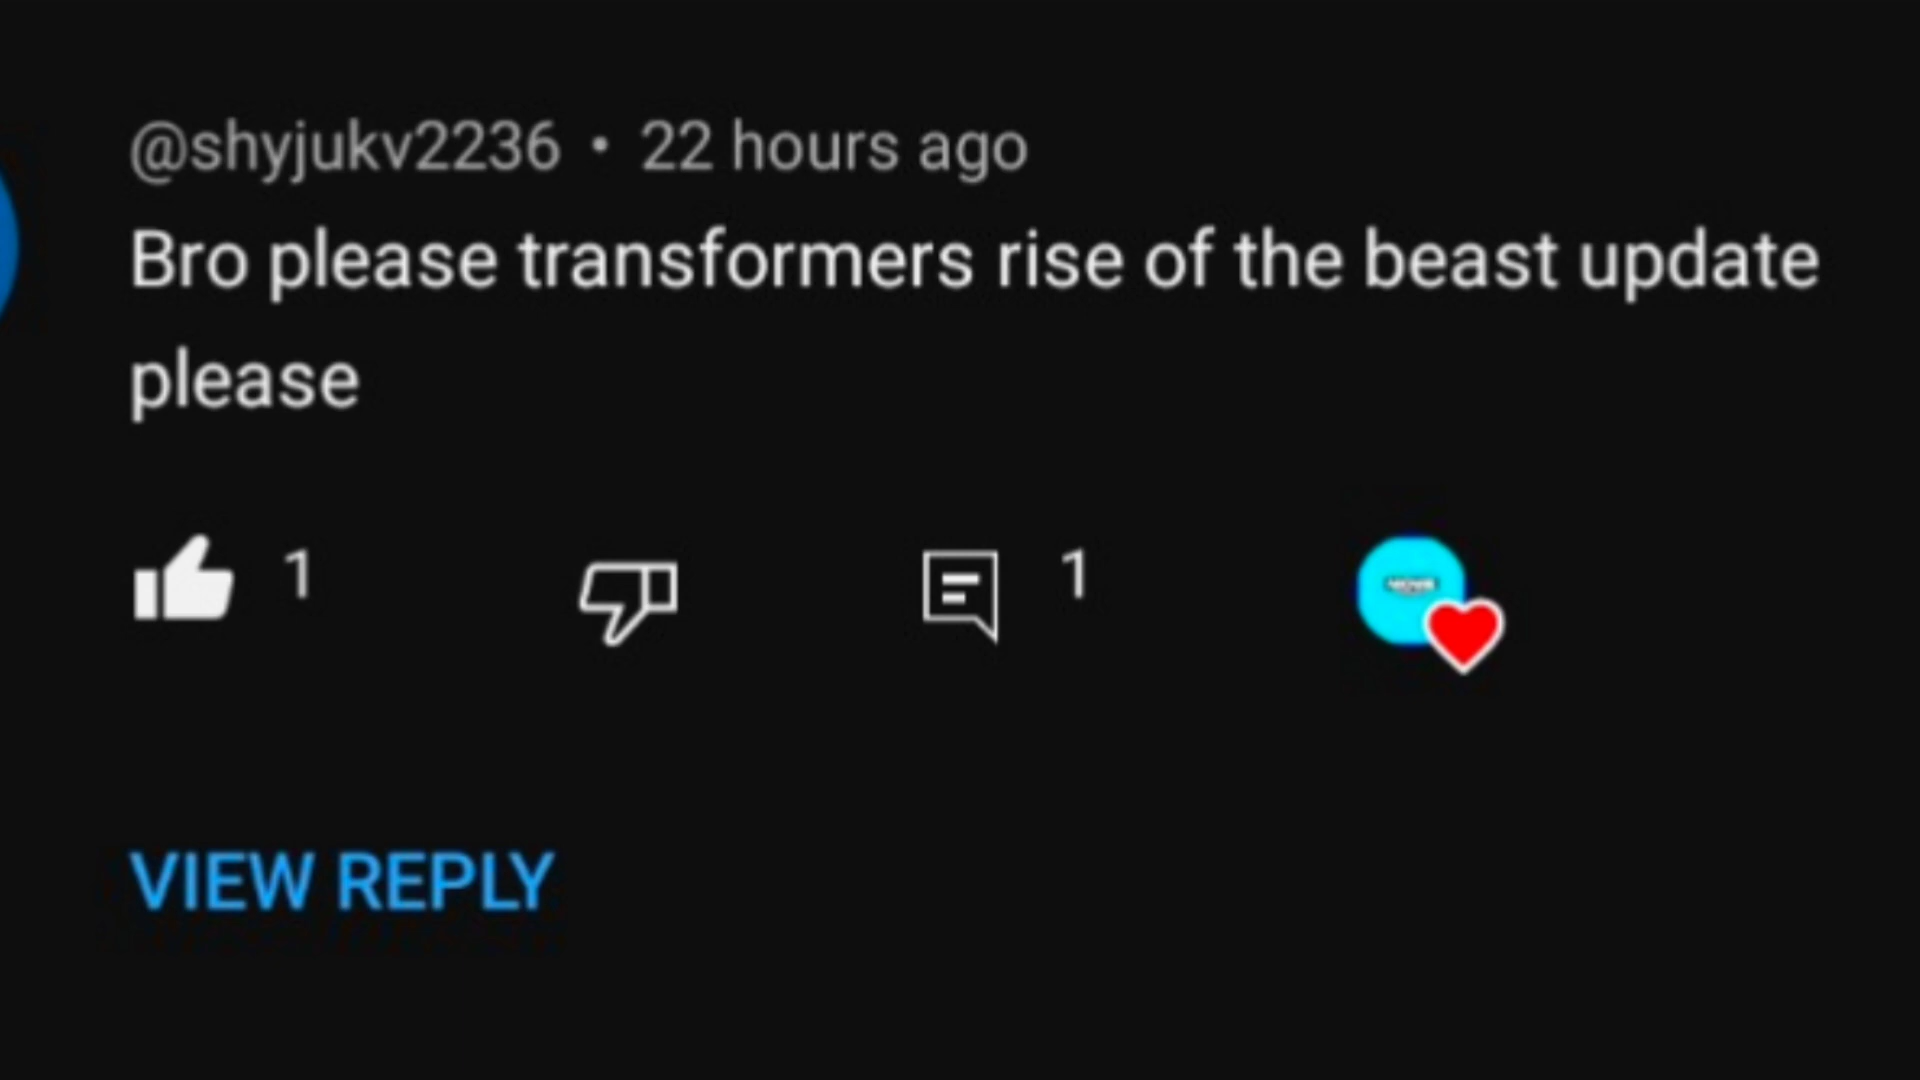 @shyjukv2236 • 22 hours ago
Bro please transformers rise of the beast update
please
1 1
VIEW REPLY